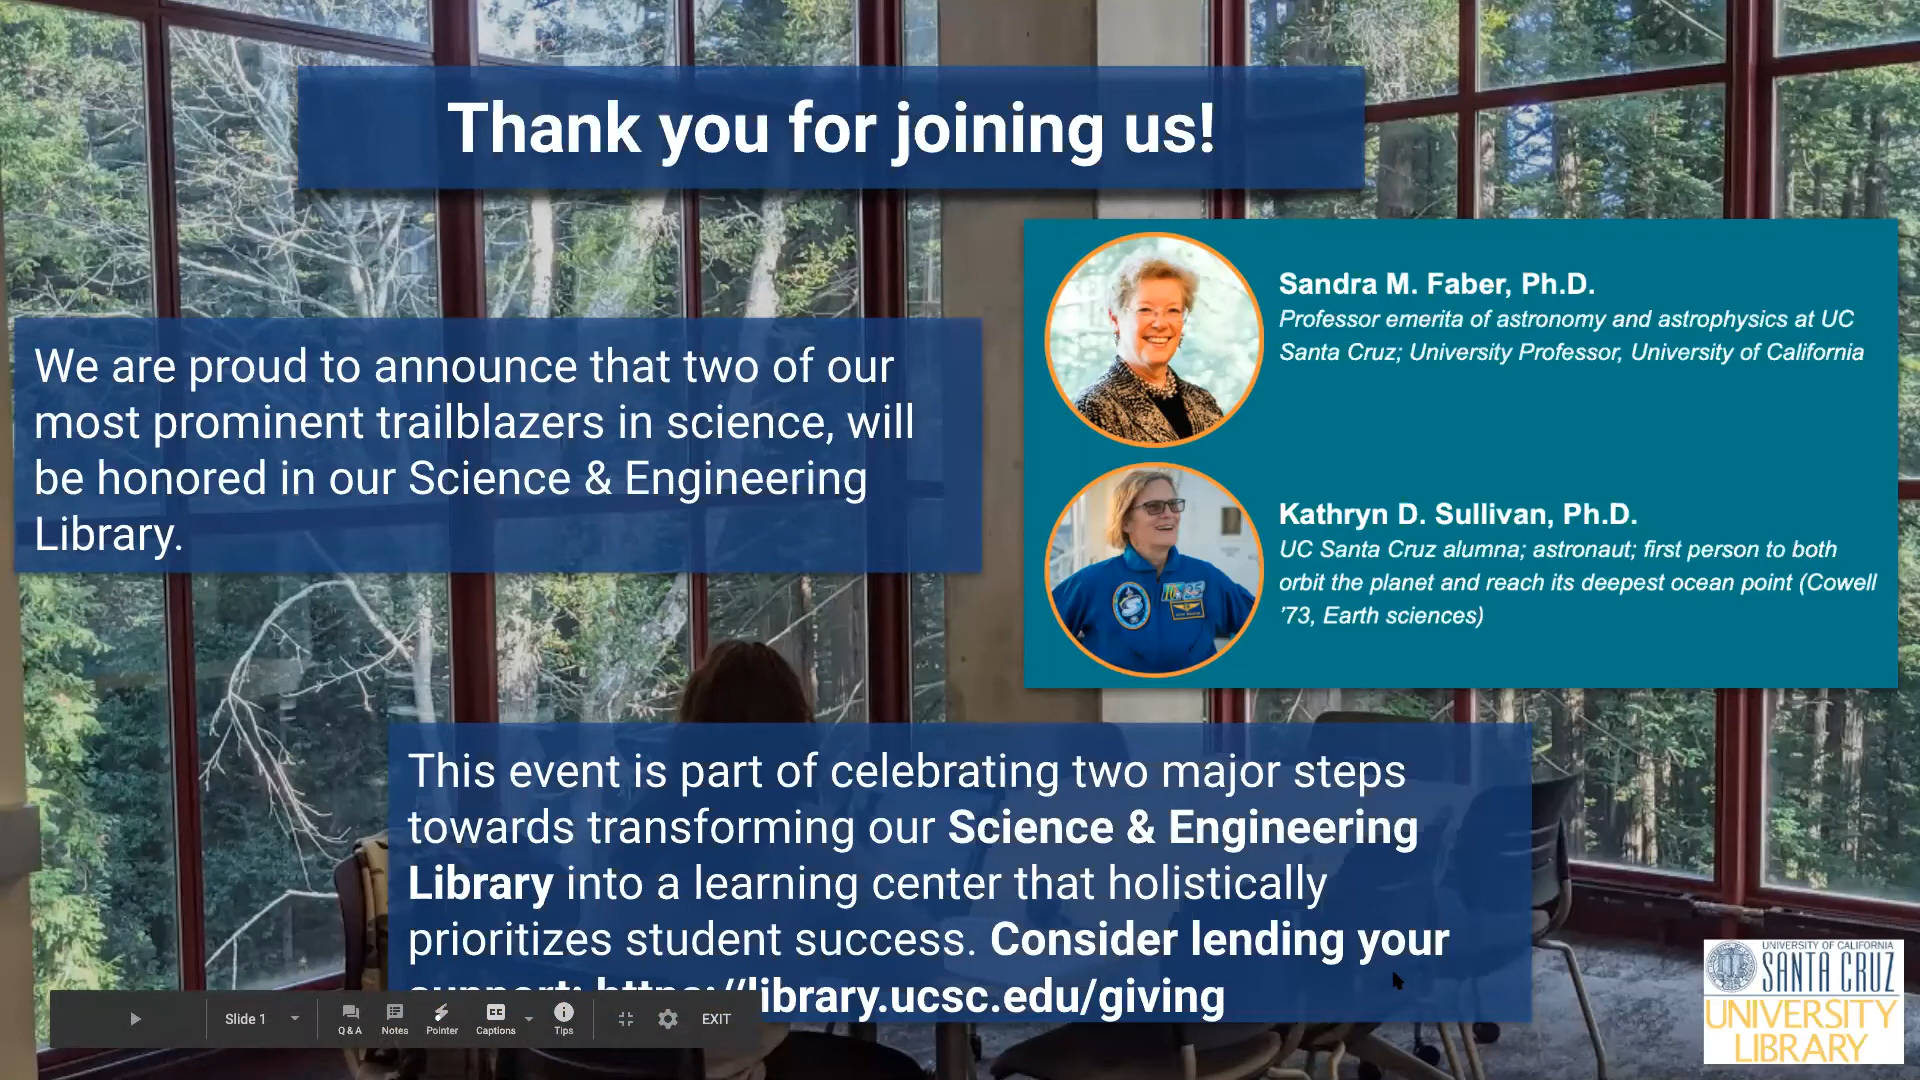 Thank you for joining us!
We are proud to announce that two of our
most prominent trailblazers in science, will
be honored in our Science & Engineering
Library.
Sandra M. Faber, Ph.D.
Professor emerita of astronomy and astrophysics at UC
Santa Cruz; University Professor, University of California
Kathryn D. Sullivan, Ph.D.
UC Santa Cruz alumna; astronaut; first person to both
orbit the planet and reach its deepest ocean point (Cowell
’73, Earth sciences)
This event is part of celebrating two major steps
towards transforming our Science & Engineering
Library into a learning center that holistically
prioritizes student success. Consider lending your
support: https://library.ucsc.edu/giving
Slide 1
Q & A
Notes
Pointer
Captions
Tips
EXIT
UNIVERSITY OF CALIFORNIA
SANTA CRUZ
UNIVERSITY
LIBRARY